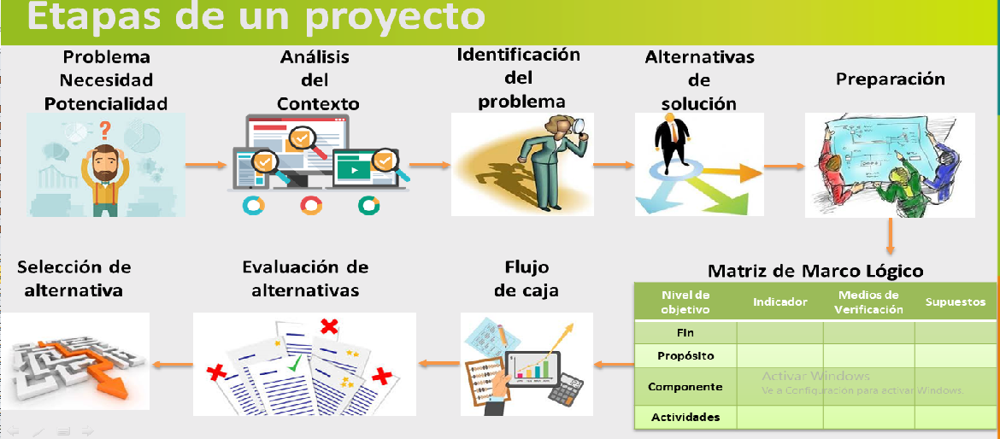 Etapas de un proyecto
Problema
Necesidad
Potencialidad
Análisis
del
Contexto
Identificación
del
problema
Alternativas
de
solución
Preparación
?
Selección de
alternativa
Evaluación de
alternativas
Flujo
de caja
Matriz de Marco Lógico
Nivel de
objetivo
Indicador
Medios de
Verificación
Supuestos
Fin
Propósito
Componente
Actividades
Activar Windows
Ve a Configuración para activar Windows.